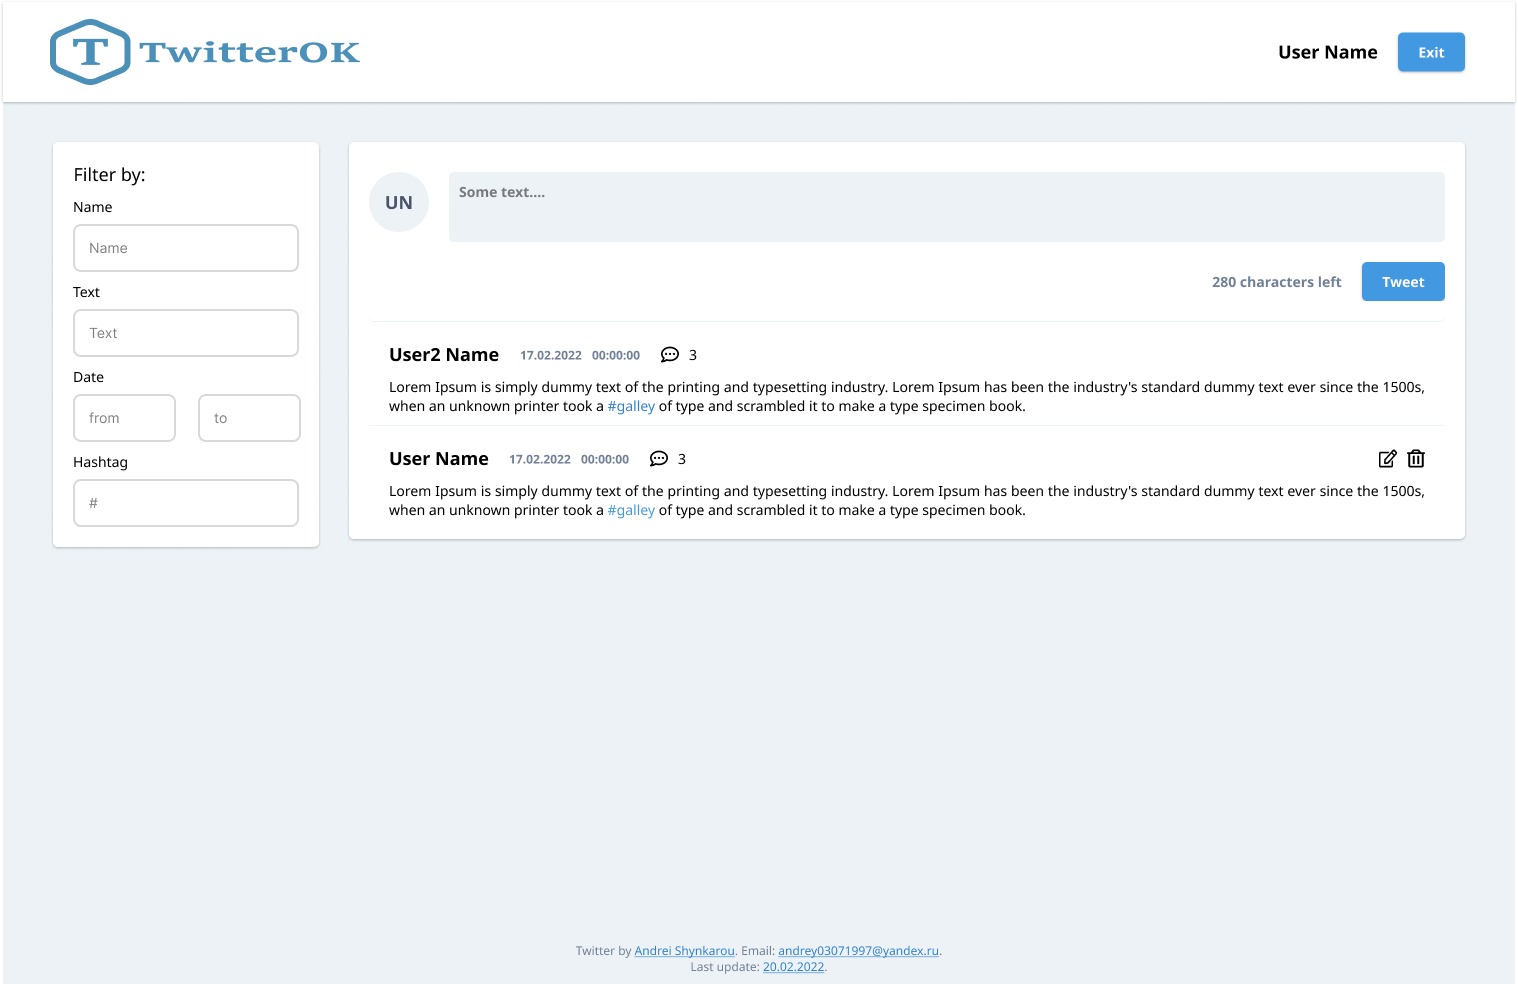 T TwitterOK
User Name
Exit
Filter by:
Name
Name
Text
Text
Date
from
to
Hashtag
#
UN
Some text....
280 characters left
Tweet
User2 Name 17.02.2022 00:00:00 3
Lorem Ipsum is simply dummy text of the printing and typesetting industry. Lorem Ipsum has been the industry's standard dummy text ever since the 1500s,
when an unknown printer took a #galley of type and scrambled it to make a type specimen book.
User Name 17.02.2022 00:00:00 3
Lorem Ipsum is simply dummy text of the printing and typesetting industry. Lorem Ipsum has been the industry's standard dummy text ever since the 1500s,
when an unknown printer took a #galley of type and scrambled it to make a type specimen book.
Twitter by Andrei Shynkarou. Email: andrey03071997@yandex.ru.
Last update: 20.02.2022.